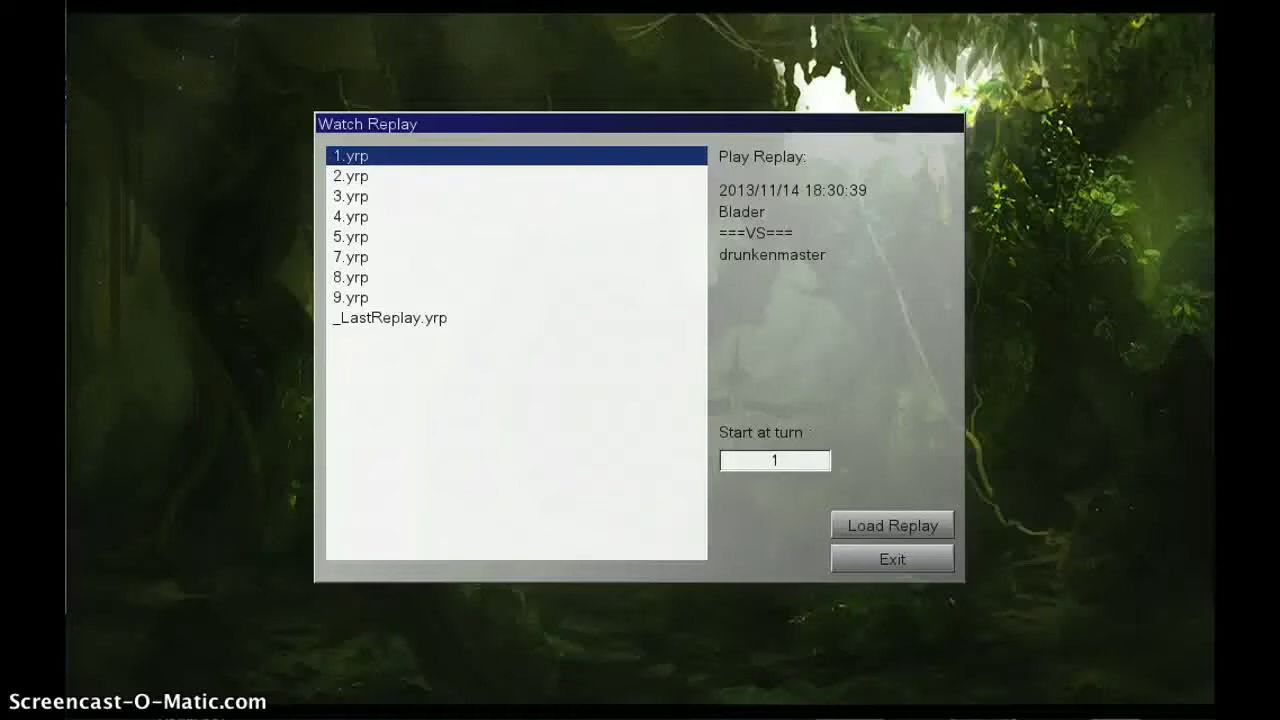 Watch Replay
1.yrp
2.yrp
3.yrp
4.yrp
5.yrp
7.yrp
8.yrp
9.yrp
_LastReplay.yrp
Play Replay:
2013/11/14 18:30:39
Blader
===VS===
drunkenmaster
Start at turn
1
Load Replay
Exit
Screencast-O-Matic.com